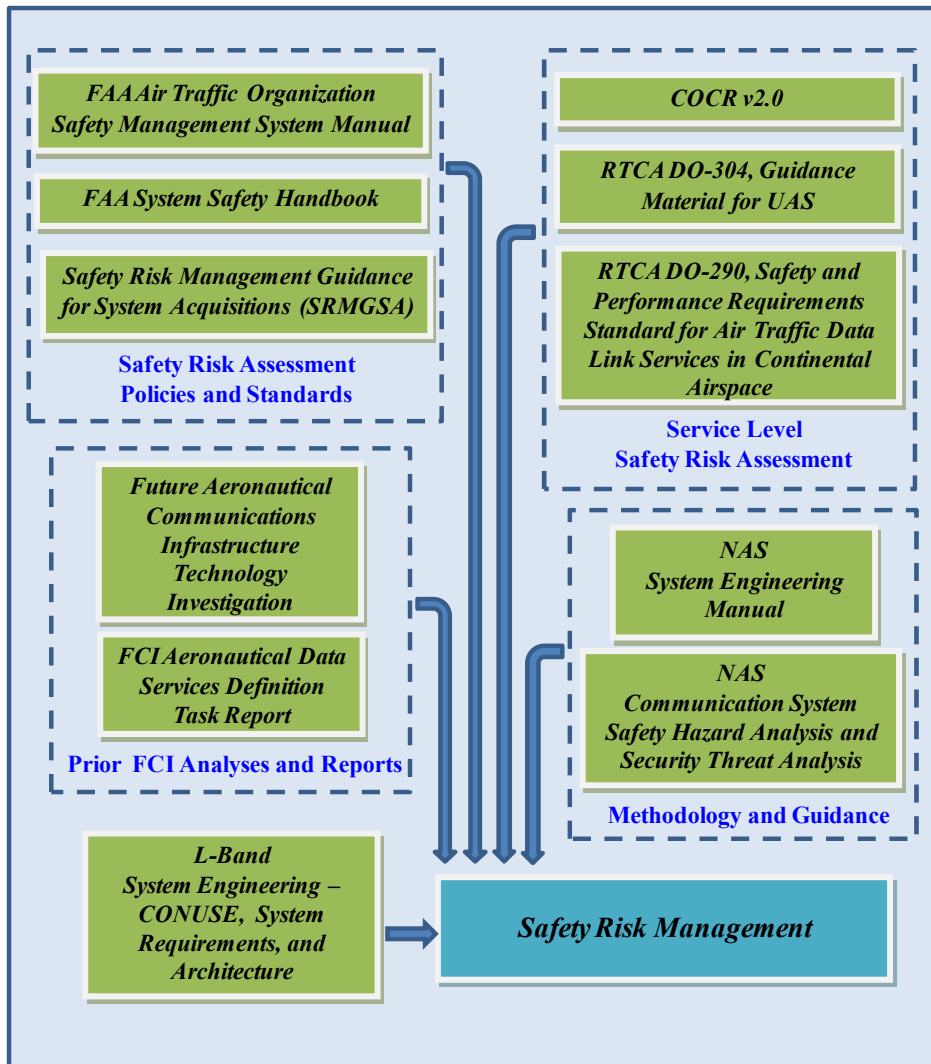 FAA Air Traffic Organization
Safety Management System Manual
FAA System Safety Handbook
Safety Risk Management Guidance
for System Acquisitions (SRMGSA)
Safety Risk Assessment
Policies and Standards
COCR v2.0
RTCA DO-304, Guidance
Material for UAS
RTCA DO-290, Safety and
Performance Requirements
Standard for Air Traffic Data
Link Services in Continental
Airspace
Service Level
Safety Risk Assessment
Future Aeronautical
Communications
Infrastructure
Technology
Investigation
FCI Aeronautical Data
Services Definition
Task Report
Prior FCI Analyses and Reports
NAS
System Engineering
Manual
NAS
Communication System
Safety Hazard Analysis and
Security Threat Analysis
Methodology and Guidance
L-Band
System Engineering –
CONUSE, System
Requirements, and
Architecture
Safety Risk Management